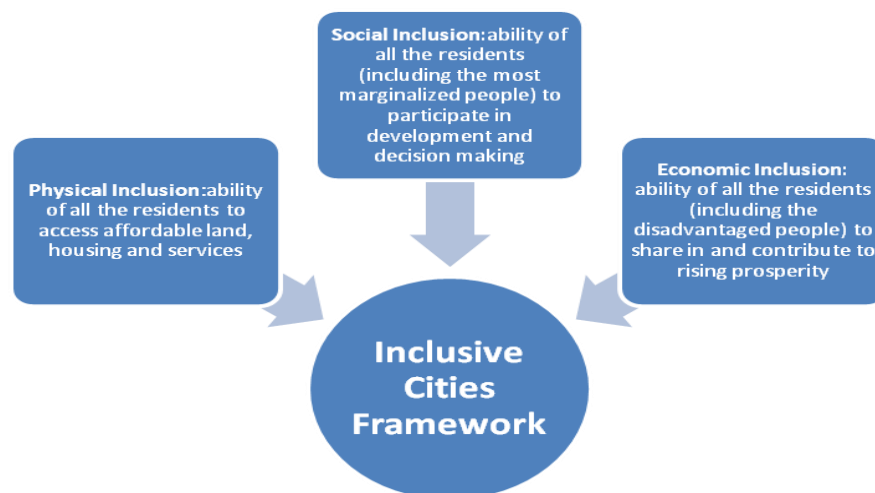 Social Inclusion:ability of
all the residents
(including the most
marginalized people) to
participate in
development and
decision making
Physical Inclusion:ability
of all the residents to
access affordable land,
housing and services
Economic Inclusion:
ability of all the residents
(including the
disadvantaged people) to
share in and contribute to
rising prosperity
Inclusive
Cities
Framework